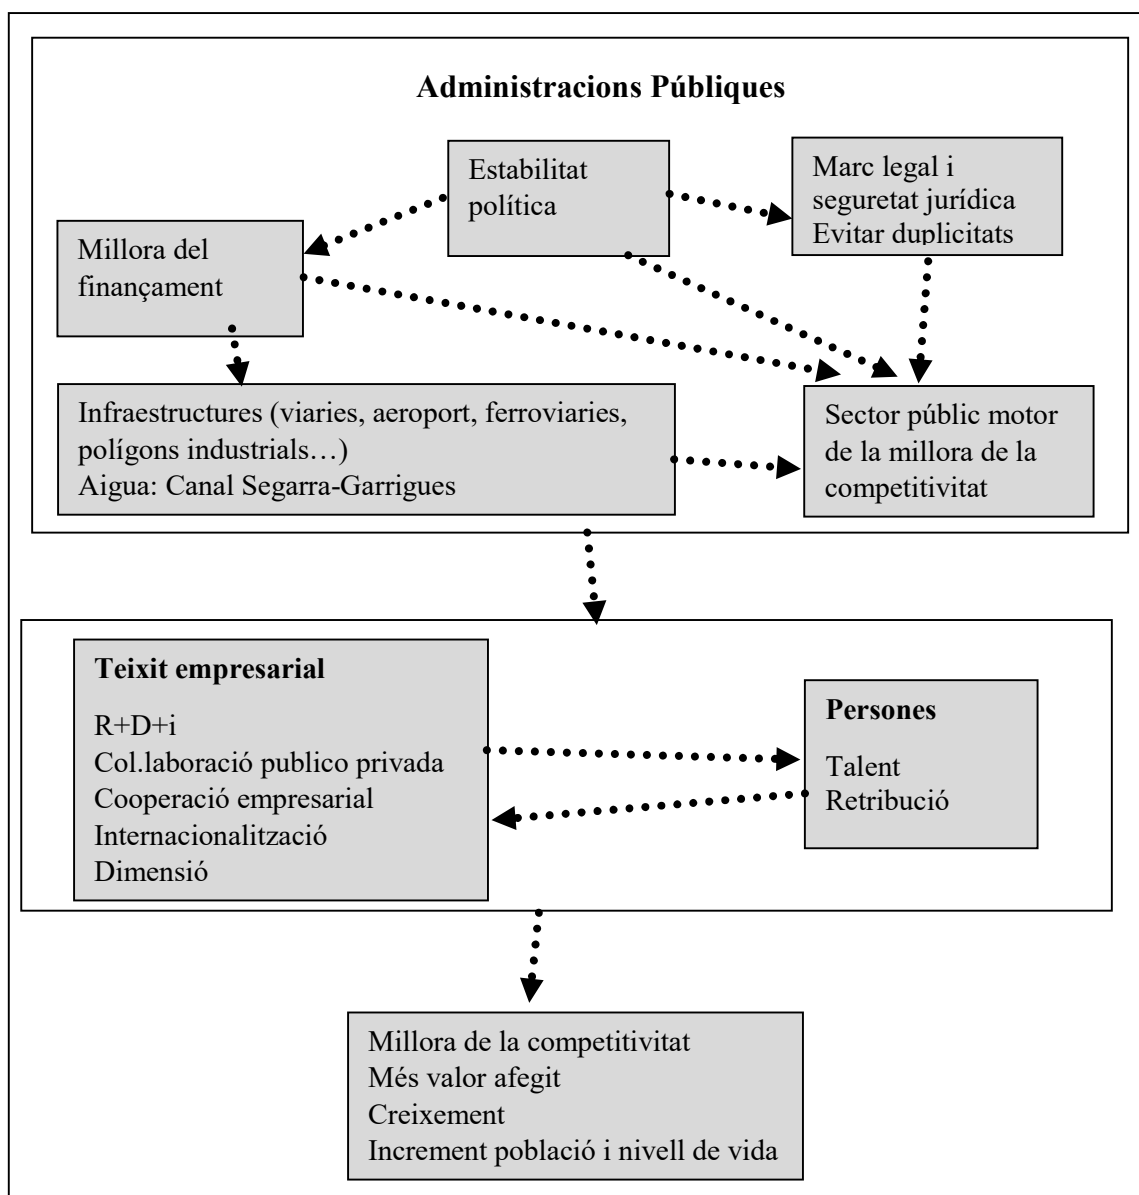 Administracions Públiques
Estabilitat
política
Marc legal i
seguretat jurídica
Evitar duplicitats
Millora del
finançament
Infraestructures (viaries, aeroport, ferroviaries,
polígons industrials…)
Aigua: Canal Segarra-Garrigues
Sector públic motor
de la millora de la
competitivitat
Teixit empresarial
R+D+i
Col.laboració publico privada
Cooperació empresarial
Internacionalització
Dimensió
Persones
Talent
Retribució
Millora de la competitivitat
Més valor afegit
Creixement
Increment població i nivell de vida